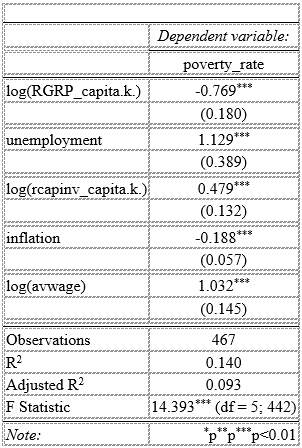 Dependent variable:
poverty_rate
log(RGRP_capita.k.) -0.769***
(0.180)
unemployment 1.129***
(0.389)
log(rcapinv_capita.k.) 0.479***
(0.132)
inflation -0.188***
(0.057)
log(avwage) 1.032***
(0.145)
Observations 467
R2 0.140
Adjusted R2 0.093
F Statistic 14.393*** (df = 5; 442)
Note: *p**p***p<0.01